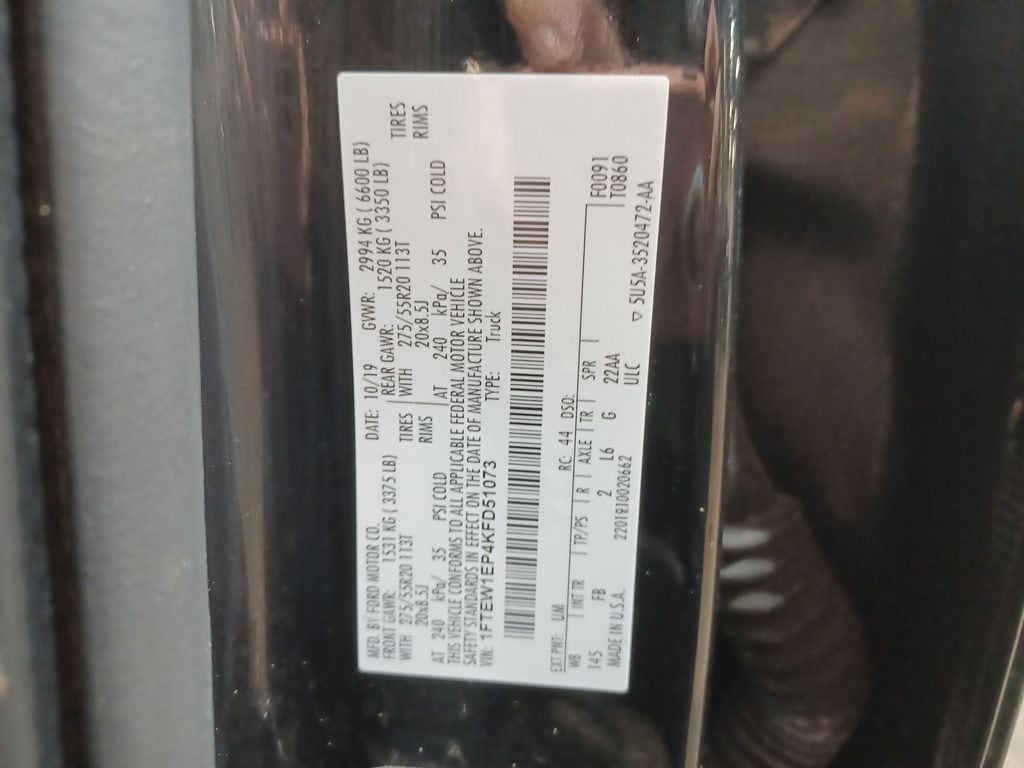 MFD. BY FORD MOTOR CO. DATE: 10/19 GVWR: 2994 KG ( 6600 LB)
FRONT GAWR: 1531 KG ( 3375 LB) REAR GAWR: 1520 KG ( 3350 LB)
WITH 275/55R20 113T TIRES WITH 275/55R20 113T TIRES
20x8.5J RIMS 20x8.5J RIMS
AT 240 kPa/ 35 PSI COLD AT 240 kPa/ 35 PSI COLD
THIS VEHICLE CONFORMS TO ALL APPLICABLE FEDERAL MOTOR VEHICLE
SAFETY STANDARDS IN EFFECT ON THE DATE OF MANUFACTURE SHOWN ABOVE.
VIN: 1FTEW1EP4KFD51073 TYPE: Truck
EXT PNT: UM RC: 44 DSO: F0091
WB INT TR TP/PS R AXLE TR SPR T0860
145 FB 2 L6 G 22AA
MADE IN U.S.A. 2201910020662 ULC
▽ 5U5A-3520472-AA